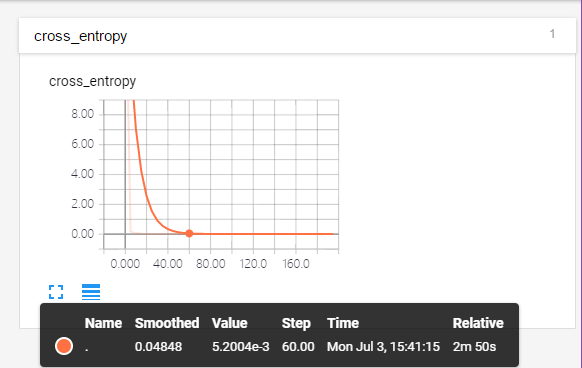 cross_entropy 1
cross_entropy
8.00
6.00
4.00
2.00
0.00
0.000 40.00 80.00 120.0 160.0
Name Smoothed Value Step Time Relative
. 0.04848 5.2004e-3 60.00 Mon Jul 3, 15:41:15 2m 50s